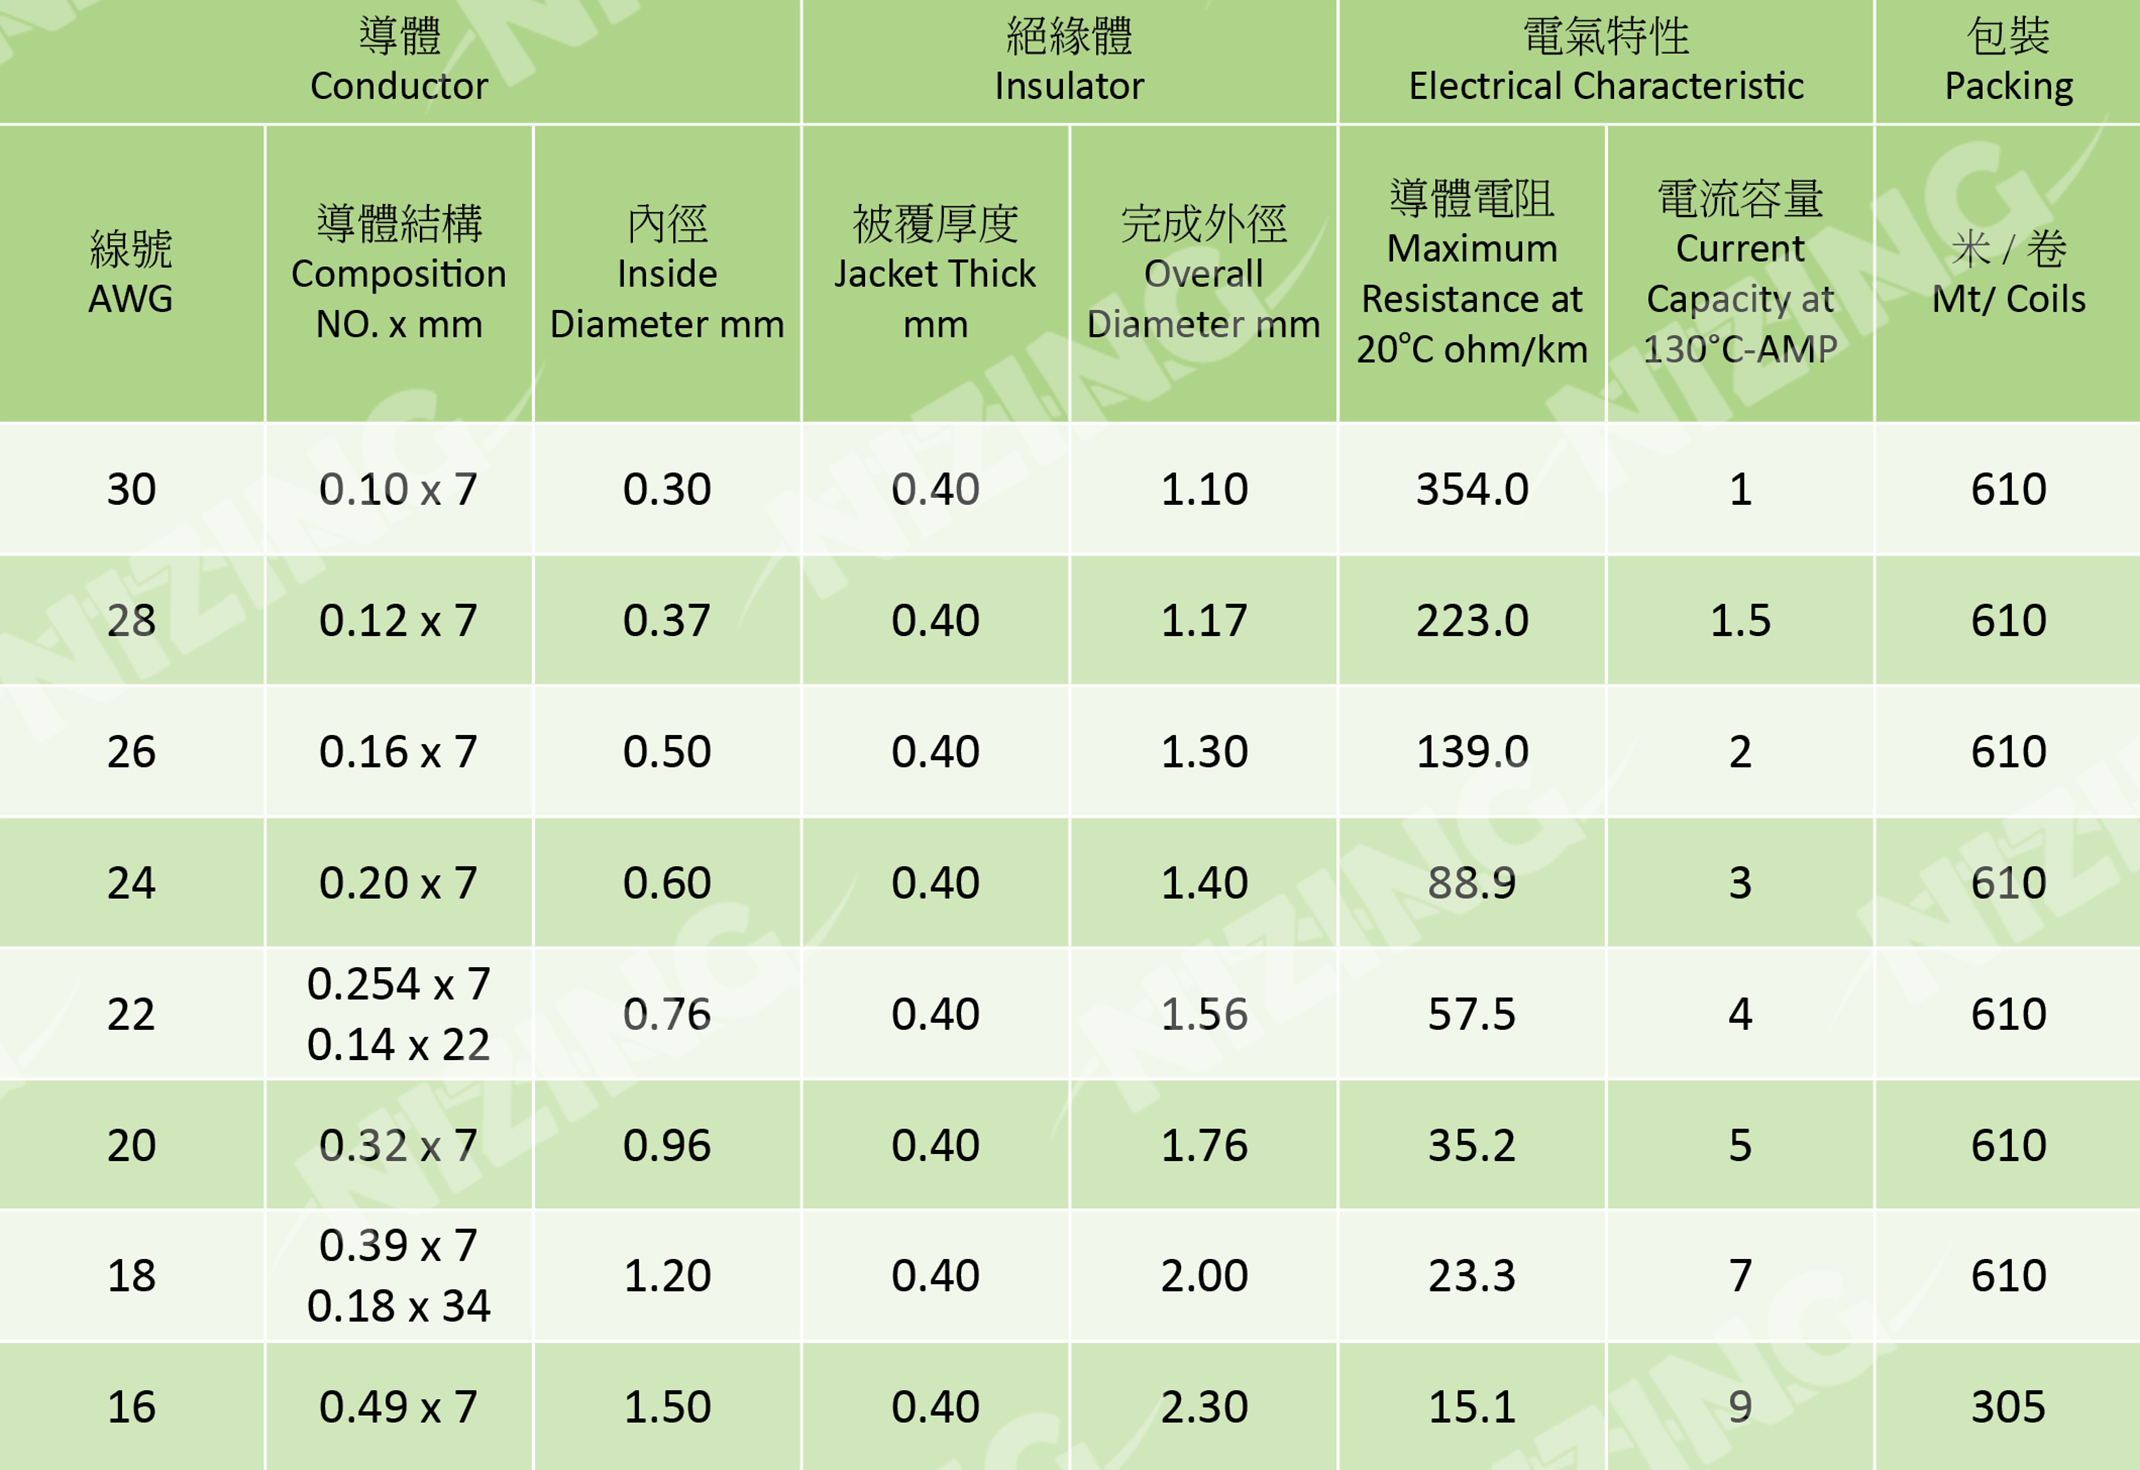 導體
Conductor
絕緣體
Insulator
電氣特性
Electrical Characteristic
包裝
Packing
線號
AWG
導體結構
Composition
NO. x mm
內徑
Inside
Diameter mm
被覆厚度
Jacket Thick
mm
完成外徑
Overall
Diameter mm
導體電阻
Maximum
Resistance at
20°C ohm/km
電流容量
Current
Capacity at
130°C-AMP
米 / 卷
Mt/ Coils
30 0.10 x 7 0.30 0.40 1.10 354.0 1 610
28 0.12 x 7 0.37 0.40 1.17 223.0 1.5 610
26 0.16 x 7 0.50 0.40 1.30 139.0 2 610
24 0.20 x 7 0.60 0.40 1.40 88.9 3 610
22
0.254 x 7
0.14 x 22
0.76 0.40 1.56 57.5 4 610
20 0.32 x 7 0.96 0.40 1.76 35.2 5 610
18
0.39 x 7
0.18 x 34
1.20 0.40 2.00 23.3 7 610
16 0.49 x 7 1.50 0.40 2.30 15.1 9 305
NIZING
NIZING
NIZING
NIZING
NIZING
NIZING